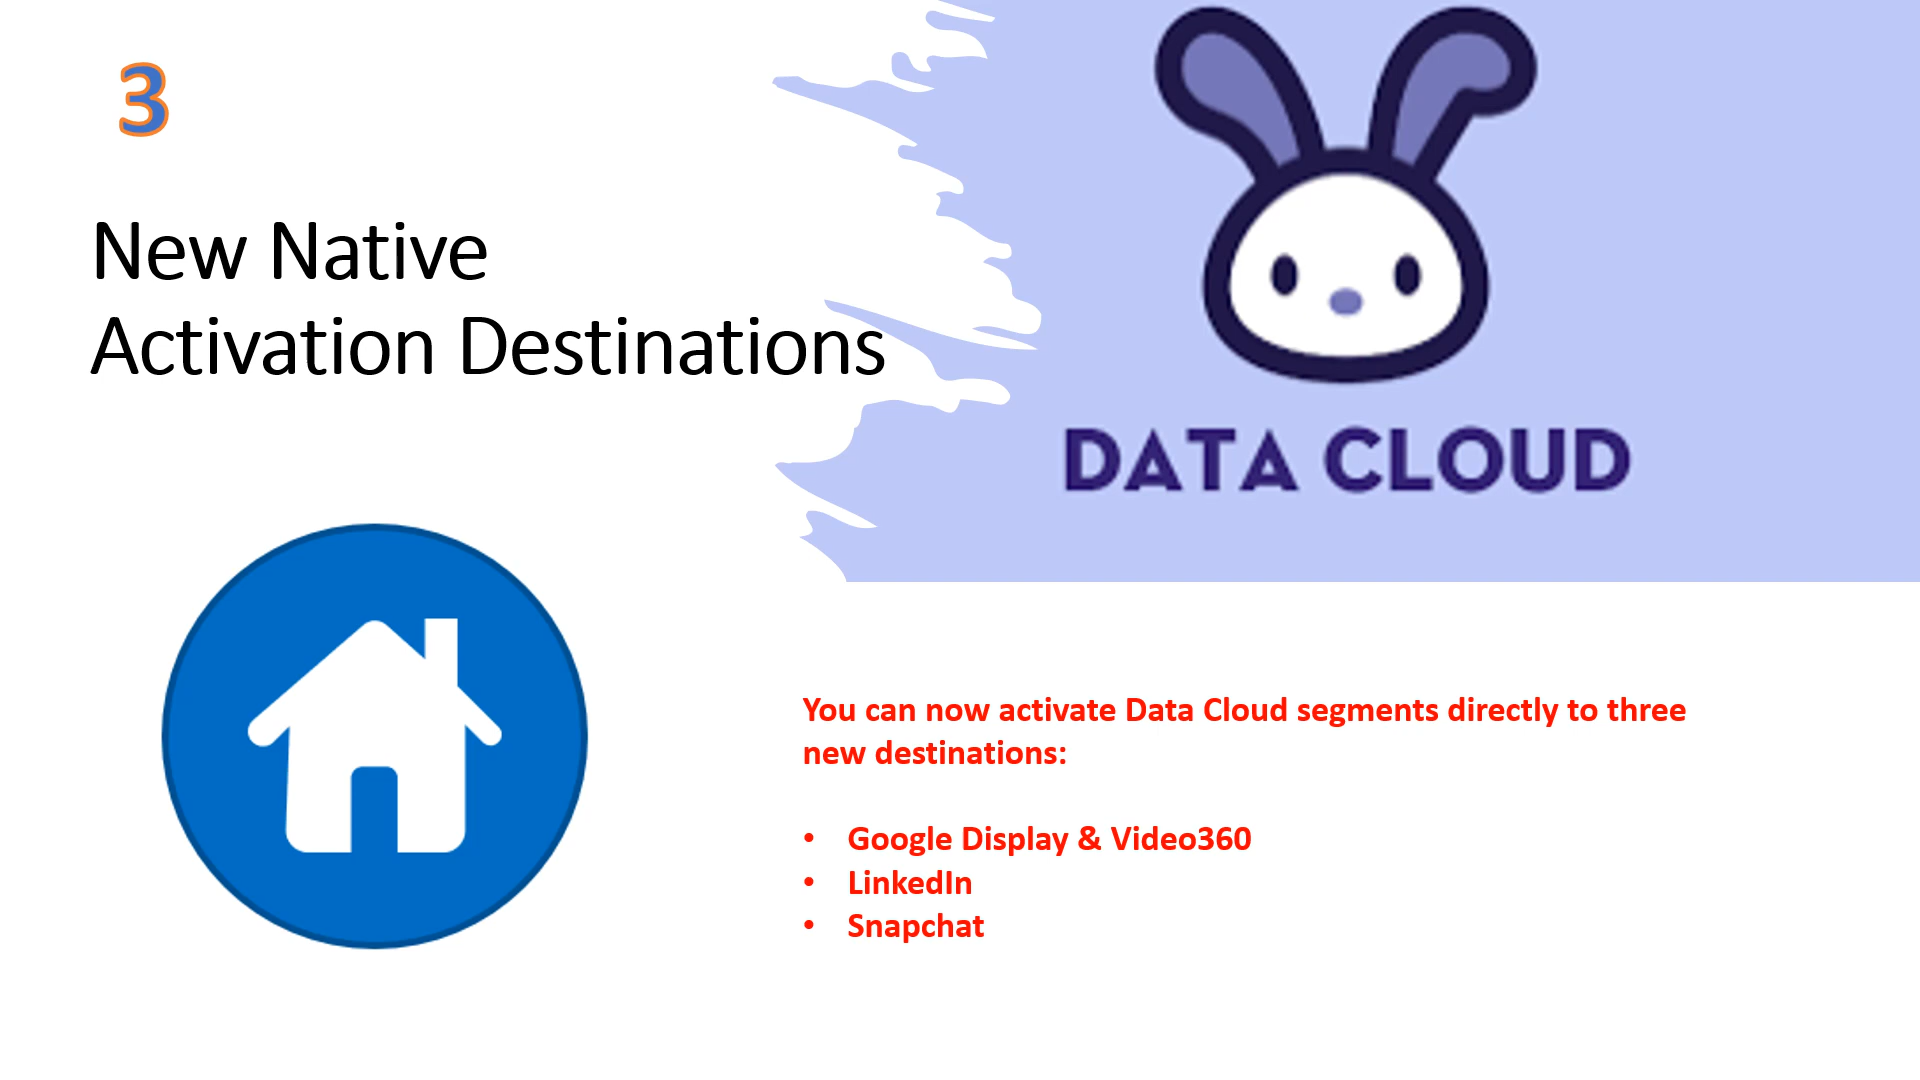 3
New Native
Activation Destinations
DATA CLOUD
You can now activate Data Cloud segments directly to three
new destinations:
• Google Display & Video360
• LinkedIn
• Snapchat